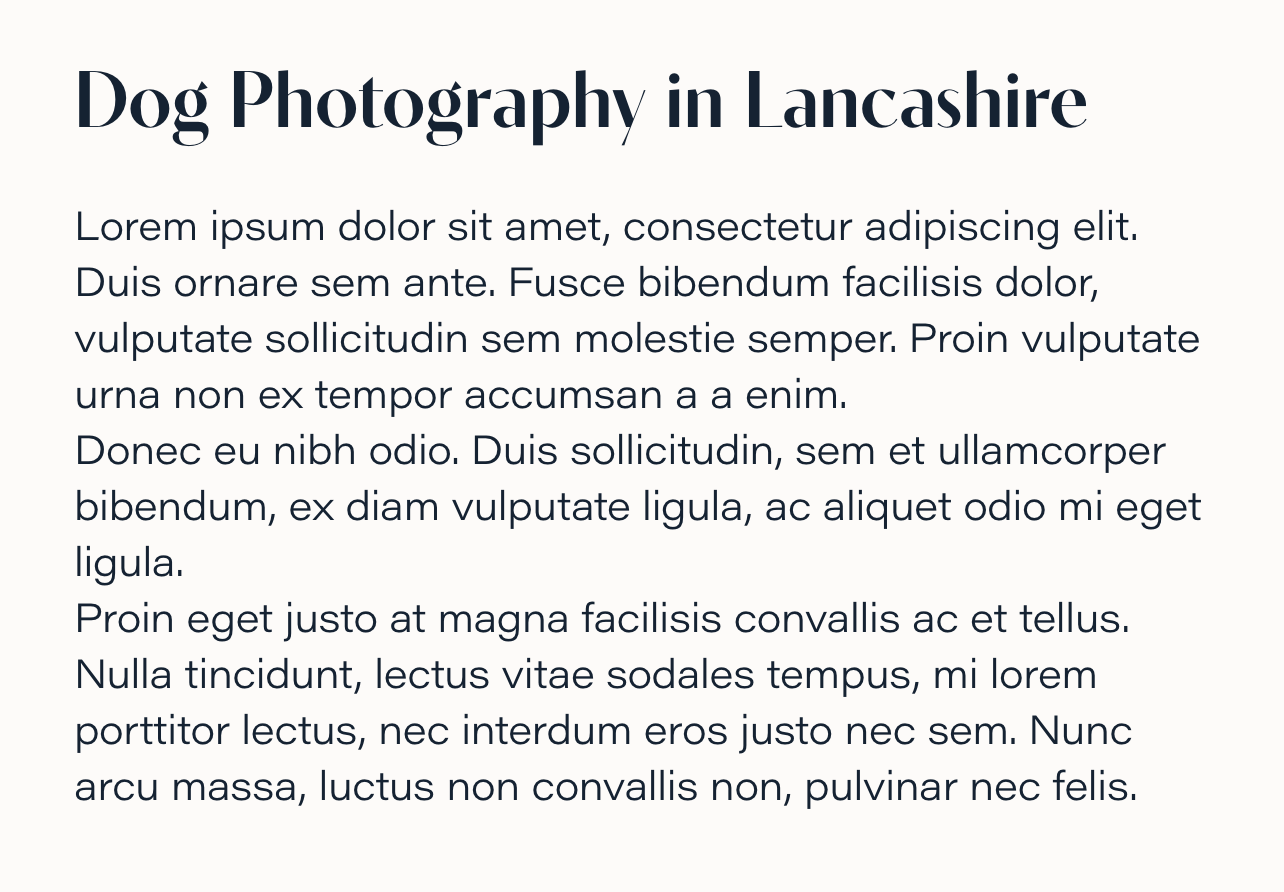 Dog Photography in Lancashire
Lorem ipsum dolor sit amet, consectetur adipiscing elit.
Duis ornare sem ante. Fusce bibendum facilisis dolor,
vulputate sollicitudin sem molestie semper. Proin vulputate
urna non ex tempor accumsan a a enim.
Donec eu nibh odio. Duis sollicitudin, sem et ullamcorper
bibendum, ex diam vulputate ligula, ac aliquet odio mi eget
ligula.
Proin eget justo at magna facilisis convallis ac et tellus.
Nulla tincidunt, lectus vitae sodales tempus, mi lorem
porttitor lectus, nec interdum eros justo nec sem. Nunc
arcu massa, luctus non convallis non, pulvinar nec felis.